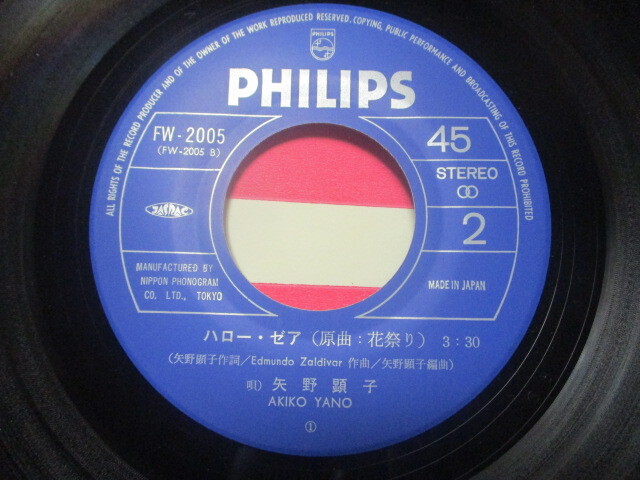 ALL RIGHTS OF THE RECORD PRODUCER AND OF THE OWNER OF THE WORK REPRODUCED RESERVED. COPYING, PUBLIC PERFORMANCE AND BROADCASTING OF THIS RECORD PROHIBITED
PHILIPS
PHILIPS
FW-2005
(FW-2005 B)
45
STEREO
2
JASRAC
MANUFACTURED BY
NIPPON PHONOGRAM
CO. LTD., TOKYO
MADE IN JAPAN
ハロー・ゼア (原曲:花祭り) 3:30
(矢野顕子作詞/Edmundo Zaldivar 作曲/矢野顕子編曲)
唄) 矢野顕子
AKIKO YANO
①